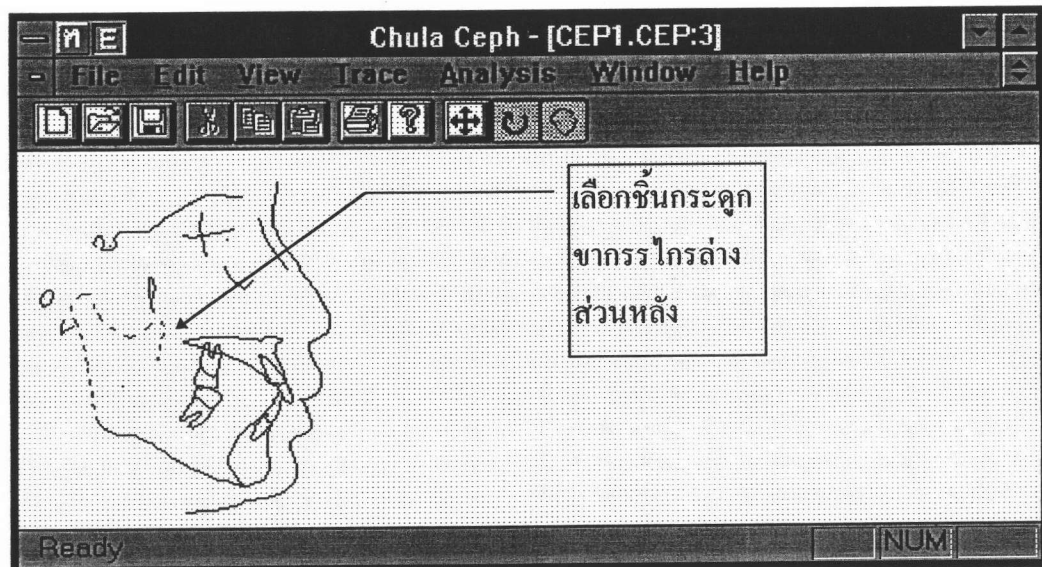 ก E Chula Ceph - [CEP1.CEP:3]
File Edit View Trace Analysis Window Help
เลือกชิ้นกระดูก
ขากรรไกรล่าง
ส่วนหลัง
Ready NUM